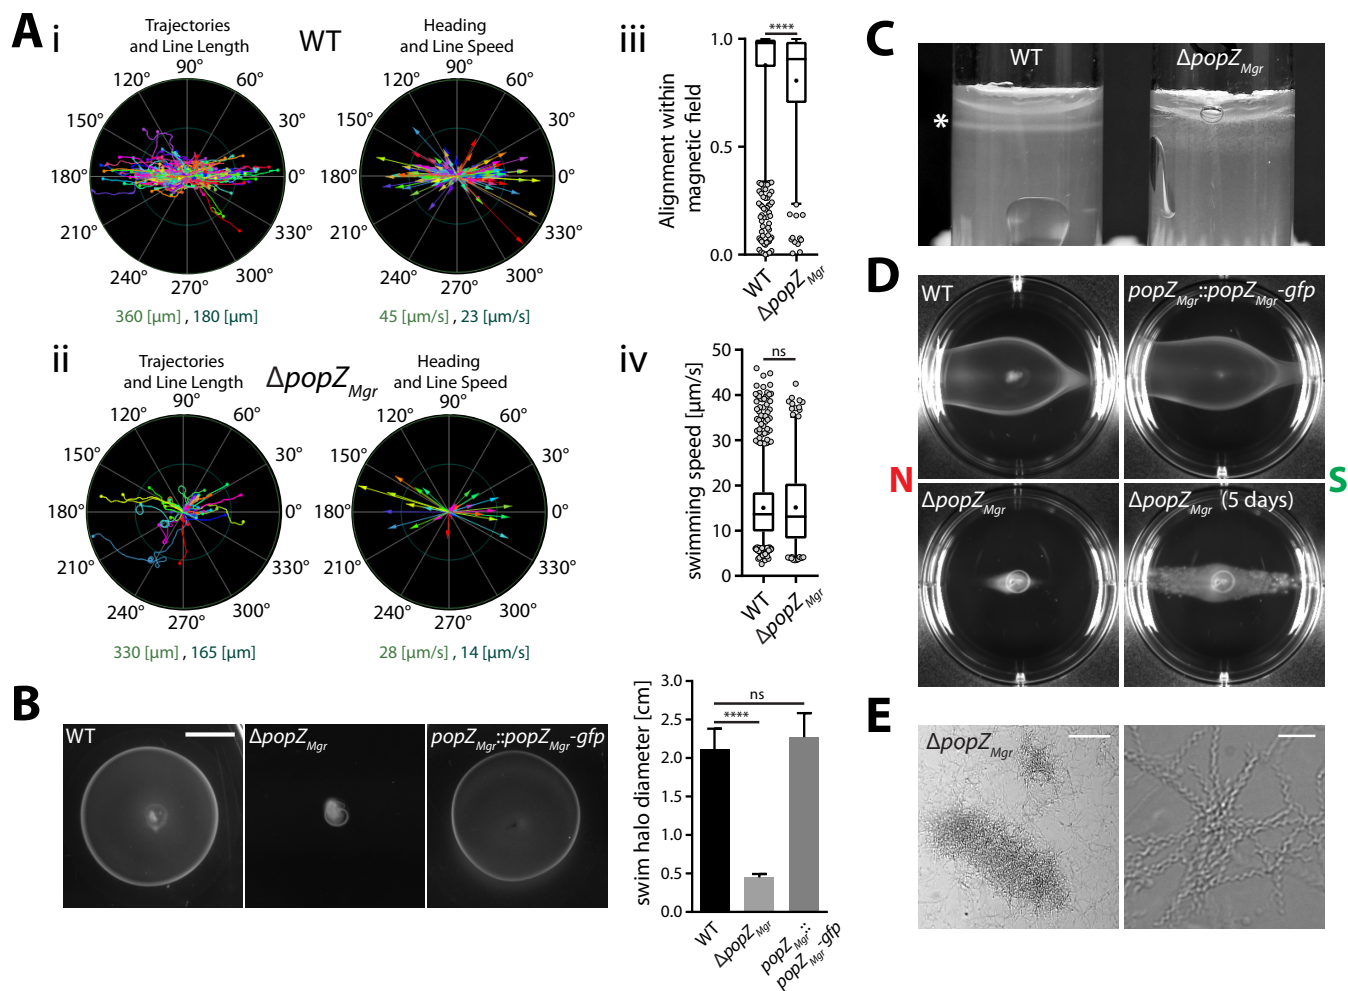 A
i
Trajectories
and Line Length
WT
Heading
and Line Speed
90°
120° 60°
150° 30°
180° 0°
210° 330°
240° 300°
270°
360 [µm] , 180 [µm]
90°
120° 60°
150° 30°
180° 0°
210° 330°
240° 300°
270°
45 [µm/s] , 23 [µm/s]
ii
Trajectories
and Line Length
ΔpopZMgr
Heading
and Line Speed
90°
120° 60°
150° 30°
180° 0°
210° 330°
240° 300°
270°
330 [µm] , 165 [µm]
90°
120° 60°
150° 30°
180° 0°
210° 330°
240° 300°
270°
28 [µm/s] , 14 [µm/s]
iii
Alignment within
magnetic field
1.0
0.5
0.0
****
WT
ΔpopZMgr
iv
swimming speed [µm/s]
50
40
30
20
10
0
ns
WT
ΔpopZMgr
B
WT
ΔpopZMgr
popZMgr::popZMgr-gfp
swim halo diameter [cm]
3.0
2.5
2.0
1.5
1.0
0.5
0.0
ns
****
WT
ΔpopZMgr
popZMgr::
popZMgr-gfp
C
WT
ΔpopZMgr
*
D
WT
popZMgr::popZMgr-gfp
N
S
ΔpopZMgr
ΔpopZMgr (5 days)
E
ΔpopZMgr